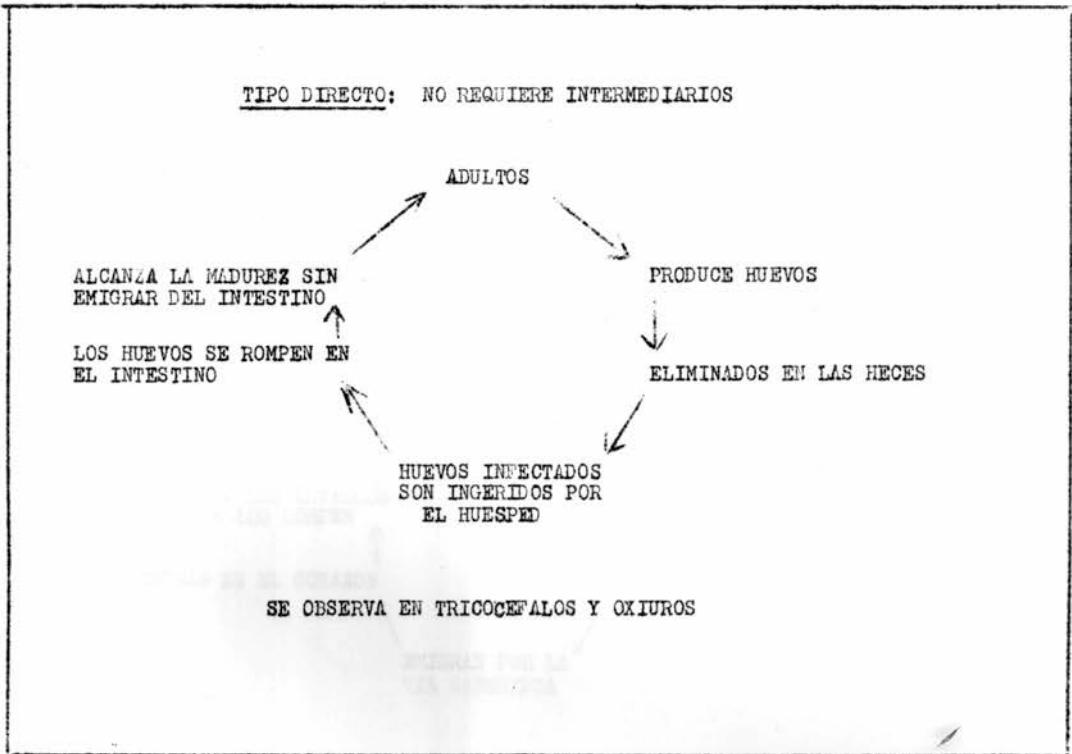 TIPO DIRECTO: NO REQUIERE INTERMEDIARIOS
ADULTOS
PRODUCE HUEVOS
ELIMINADOS EN LAS HECES
HUEVOS INFECTADOS
SON INGERIDOS POR
EL HUESPED
LOS HUEVOS SE ROMPEN EN
EL INTESTINO
ALCANZA LA MADUREZ SIN
EMIGRAR DEL INTESTINO
SE OBSERVA EN TRICOCEFALOS Y OXIUROS